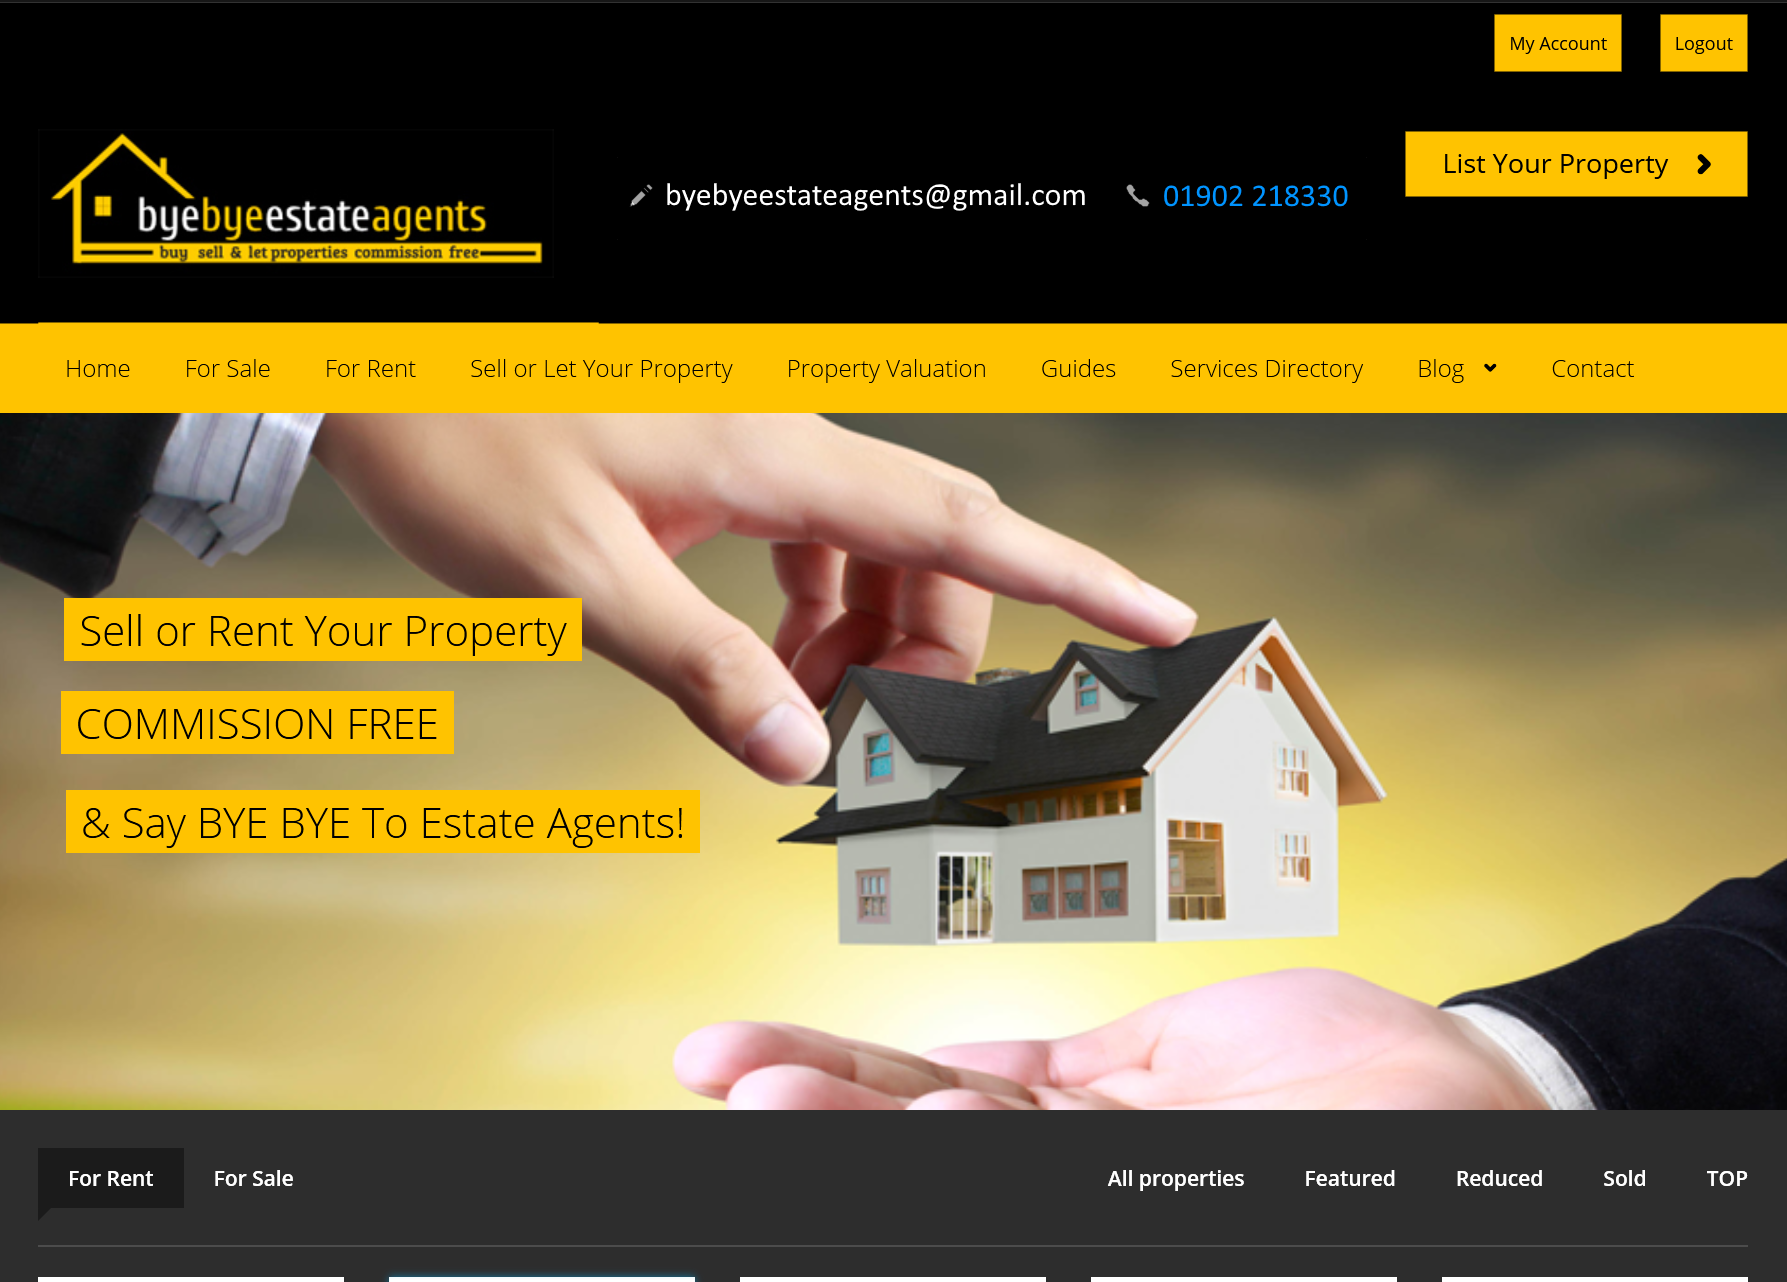 My Account
Logout
byebyeestateagents
buy sell & let properties commission free
byebyeestateagents@gmail.com
01902 218330
List Your Property
Home
For Sale
For Rent
Sell or Let Your Property
Property Valuation
Guides
Services Directory
Blog
Contact
Sell or Rent Your Property
COMMISSION FREE
& Say BYE BYE To Estate Agents!
For Rent
For Sale
All properties
Featured
Reduced
Sold
TOP